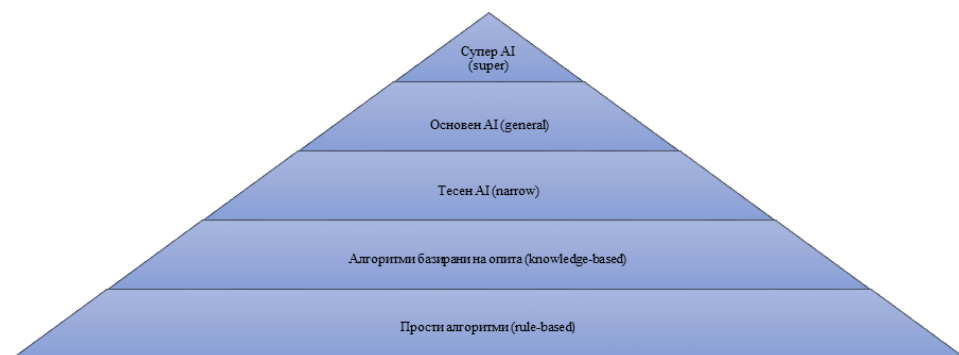 Супер AI
(super)
Основен AI (general)
Тесен AI (narrow)
Алгоритми базирани на опита (knowledge-based)
Прости алгоритми (rule-based)